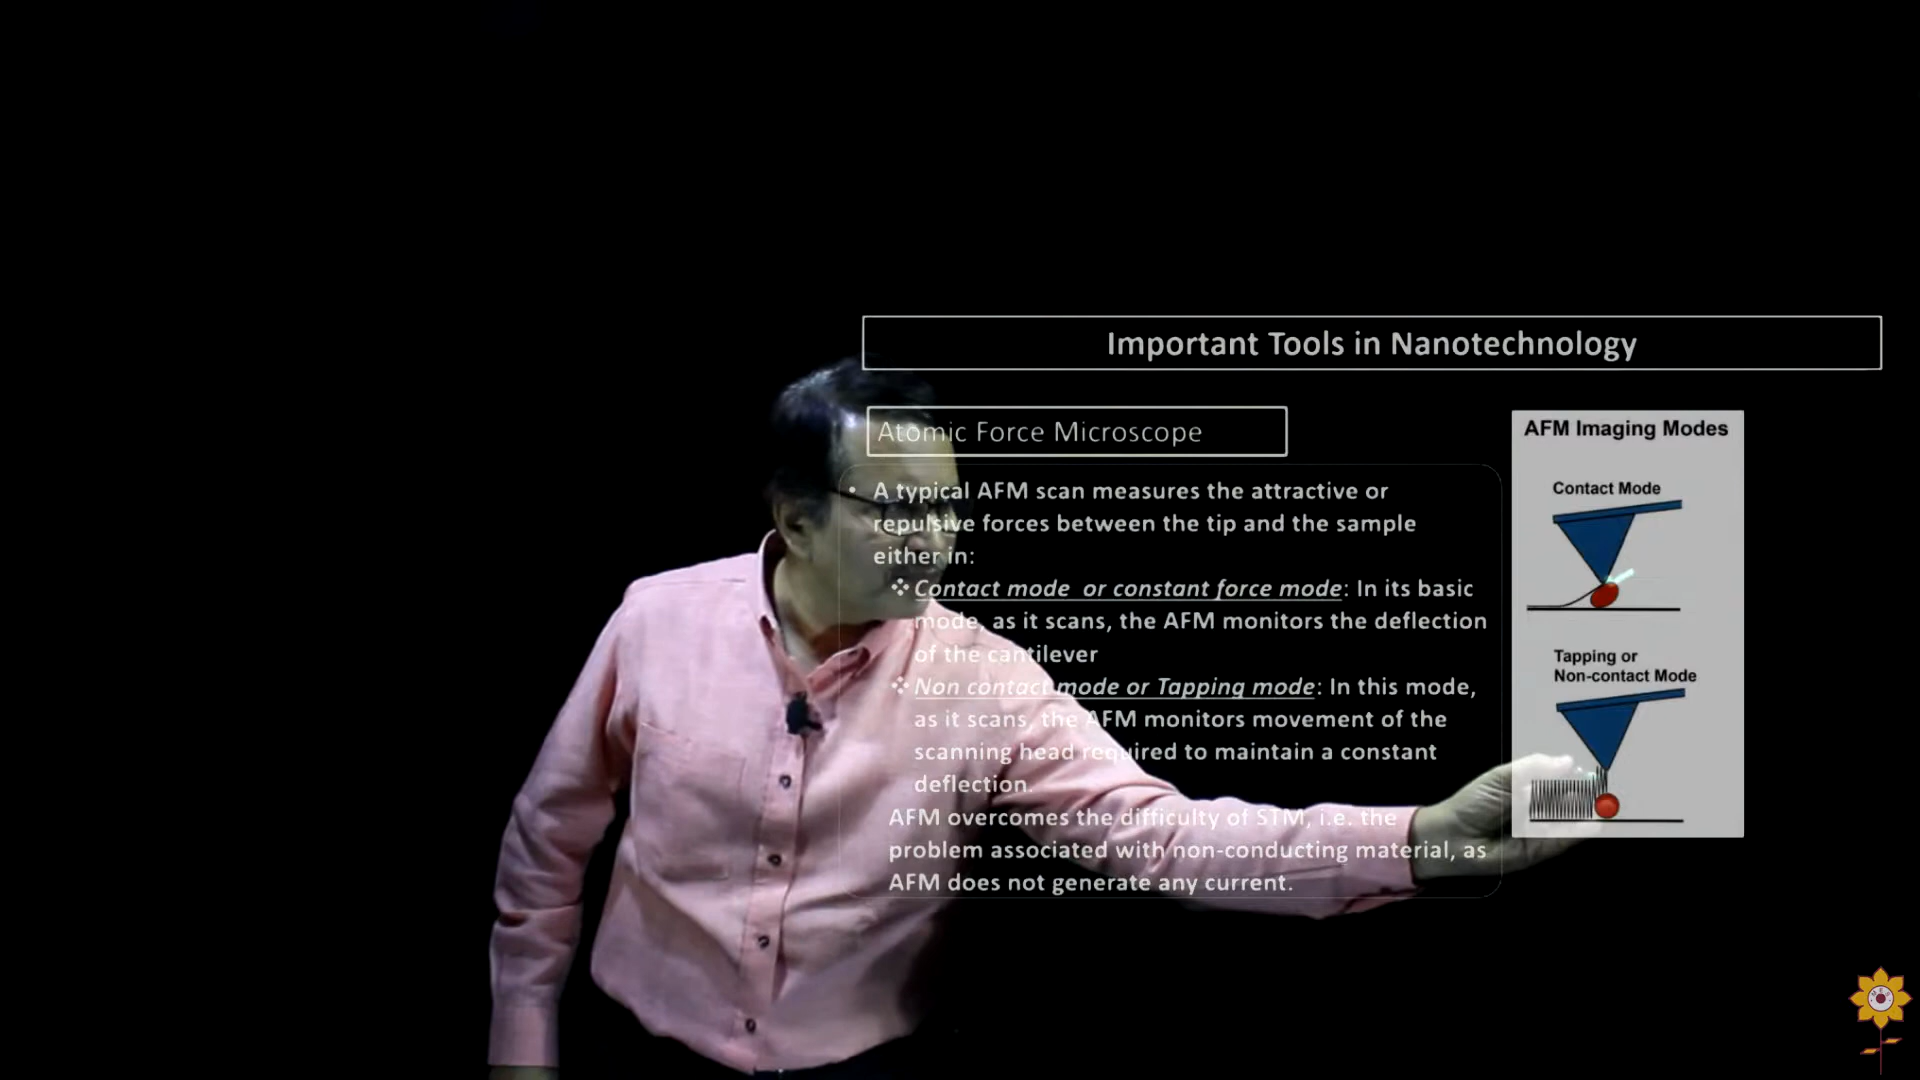 Important Tools in Nanotechnology
Atomic Force Microscope
• A typical AFM scan measures the attractive or
repulsive forces between the tip and the sample
either in:
❖ Contact mode or constant force mode: In its basic
mode, as it scans, the AFM monitors the deflection
of the cantilever
❖ Non contact mode or Tapping mode: In this mode,
as it scans, the AFM monitors movement of the
scanning head required to maintain a constant
deflection.
AFM overcomes the difficulty of STM, i.e. the
problem associated with non-conducting material, as
AFM does not generate any current.
AFM Imaging Modes
Contact Mode
Tapping or
Non-contact Mode